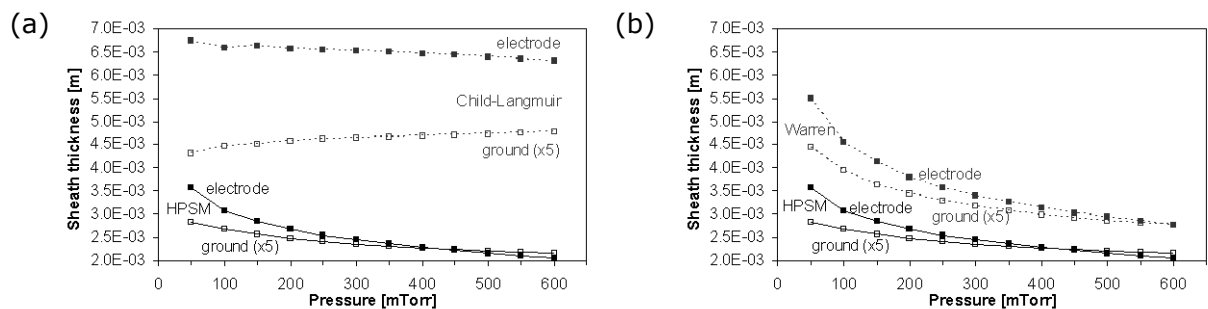 (a)
Sheath thickness [m]
7.0E-03
6.5E-03
6.0E-03
5.5E-03
5.0E-03
4.5E-03
4.0E-03
3.5E-03
3.0E-03
2.5E-03
2.0E-03
electrode
Child-Langmuir
ground (x5)
electrode
HPSM
ground (x5)
0 100 200 300 400 500 600
Pressure [mTorr]
(b)
Sheath thickness [m]
7.0E-03
6.5E-03
6.0E-03
5.5E-03
5.0E-03
4.5E-03
4.0E-03
3.5E-03
3.0E-03
2.5E-03
2.0E-03
Warren
electrode
HPSM
electrode
ground (x5)
ground (x5)
0 100 200 300 400 500 600
Pressure [mTorr]